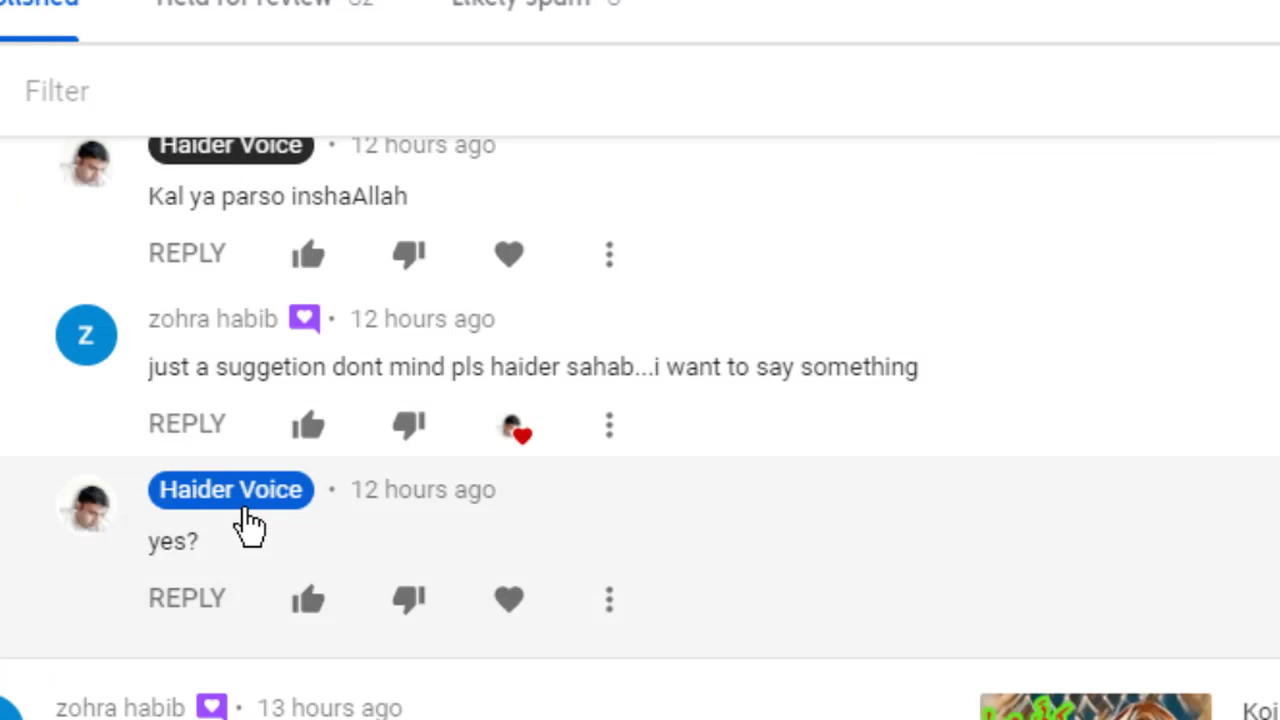 Held for review
Likely spam
Filter
Haider Voice • 12 hours ago
Kal ya parso inshaAllah
REPLY
Z
zohra habib • 12 hours ago
just a suggetion dont mind pls haider sahab...i want to say something
REPLY
Haider Voice • 12 hours ago
yes?
REPLY
zohra habib • 13 hours ago
Koi